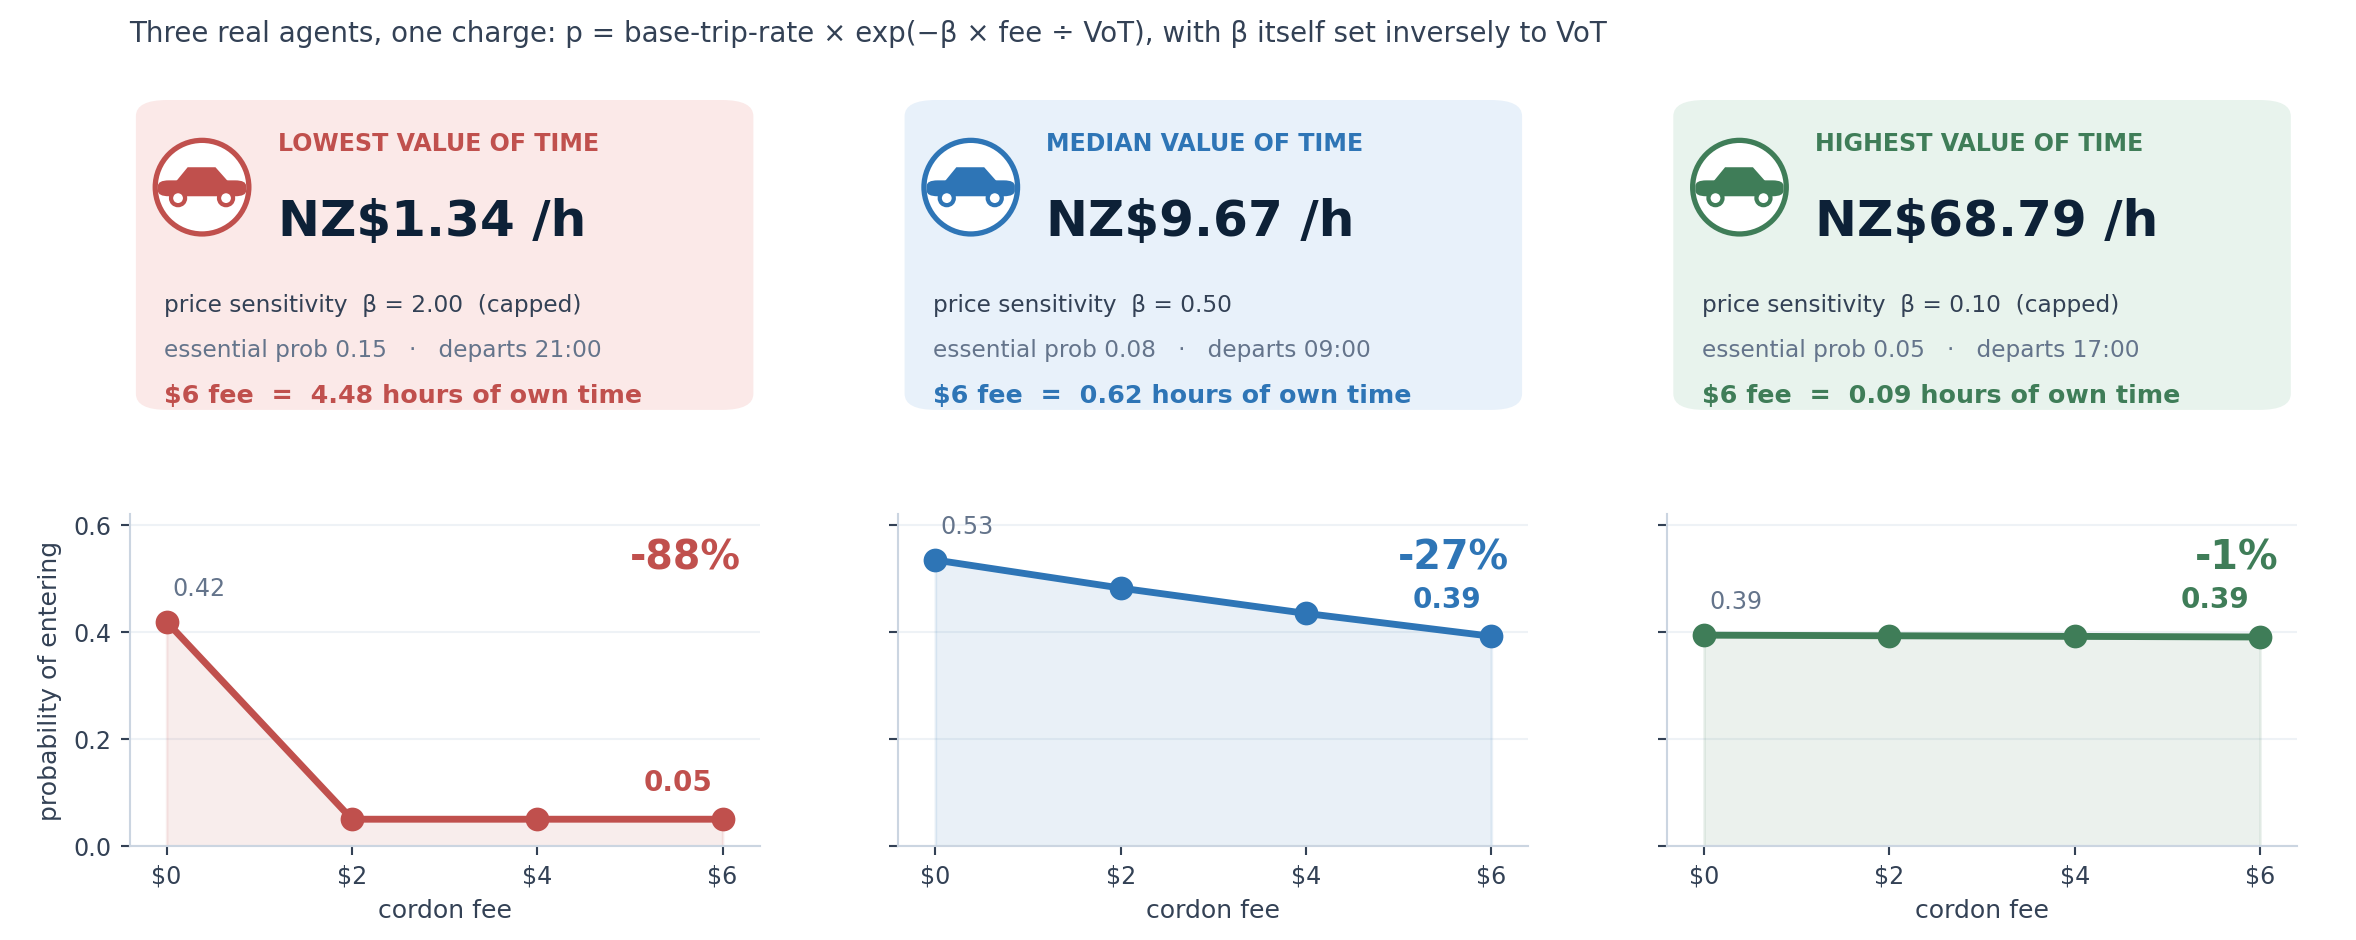 Three real agents, one charge: p = base-trip-rate × exp(−β × fee ÷ VoT), with β itself set inversely to VoT
LOWEST VALUE OF TIME
NZ$1.34 /h
price sensitivity β = 2.00 (capped)
essential prob 0.15 · departs 21:00
$6 fee = 4.48 hours of own time
MEDIAN VALUE OF TIME
NZ$9.67 /h
price sensitivity β = 0.50
essential prob 0.08 · departs 09:00
$6 fee = 0.62 hours of own time
HIGHEST VALUE OF TIME
NZ$68.79 /h
price sensitivity β = 0.10 (capped)
essential prob 0.05 · departs 17:00
$6 fee = 0.09 hours of own time
probability of entering
0.6
0.4
0.2
0.0
0.42
-88%
0.05
$0 $2 $4 $6
cordon fee
0.53
-27%
0.39
$0 $2 $4 $6
cordon fee
0.39
-1%
0.39
$0 $2 $4 $6
cordon fee